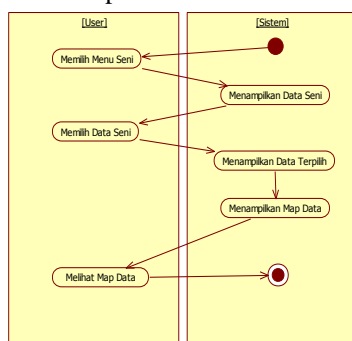 [User]
[Sistem]
Memilih Menu Seni
Menampilkan Data Seni
Memilih Data Seni
Menampilkan Data Terpilih
Menampilkan Map Data
Melihat Map Data